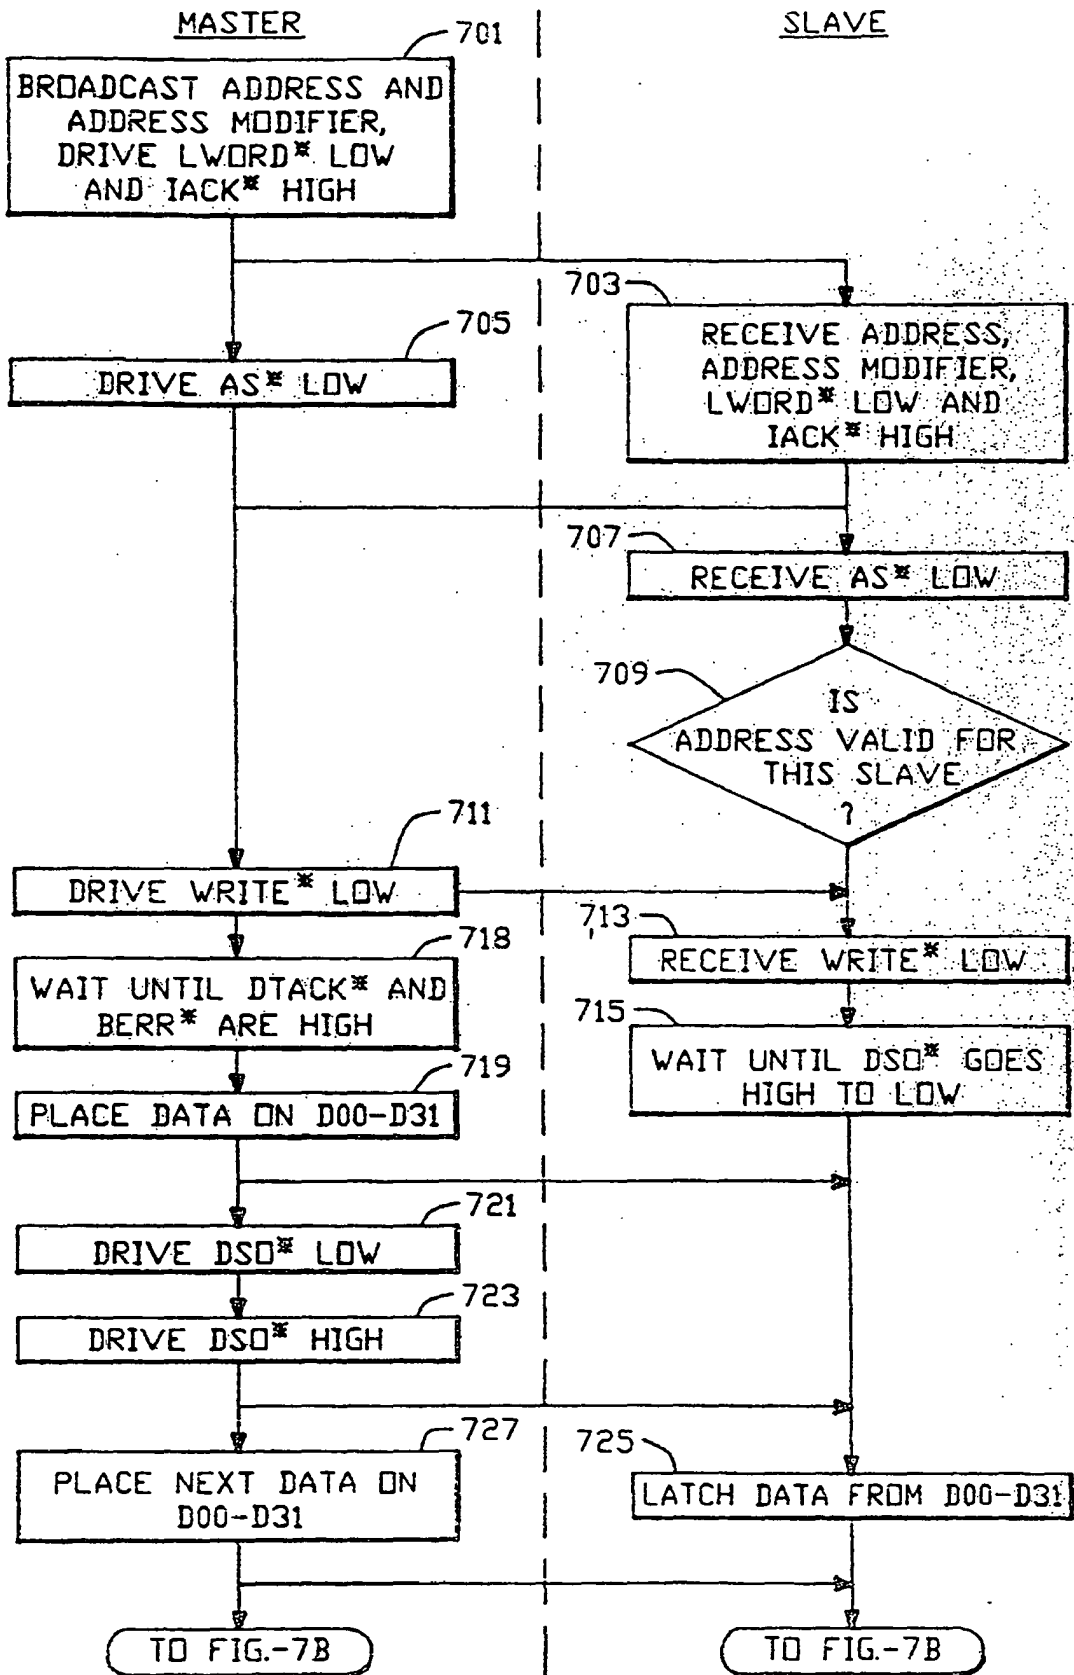 MASTER
SLAVE
701
BROADCAST ADDRESS AND
ADDRESS MODIFIER,
DRIVE LWORD* LOW
AND IACK* HIGH
703
RECEIVE ADDRESS,
ADDRESS MODIFIER,
LWORD* LOW AND
IACK* HIGH
705
DRIVE AS* LOW
707
RECEIVE AS* LOW
709
IS
ADDRESS VALID FOR
THIS SLAVE
?
711
DRIVE WRITE* LOW
713
RECEIVE WRITE* LOW
718
WAIT UNTIL DTACK* AND
BERR* ARE HIGH
715
WAIT UNTIL DS0* GOES
HIGH TO LOW
719
PLACE DATA ON D00-D31
721
DRIVE DS0* LOW
723
DRIVE DS0* HIGH
727
PLACE NEXT DATA ON
D00-D31
725
LATCH DATA FROM D00-D31
TO FIG.-7B
TO FIG.-7B